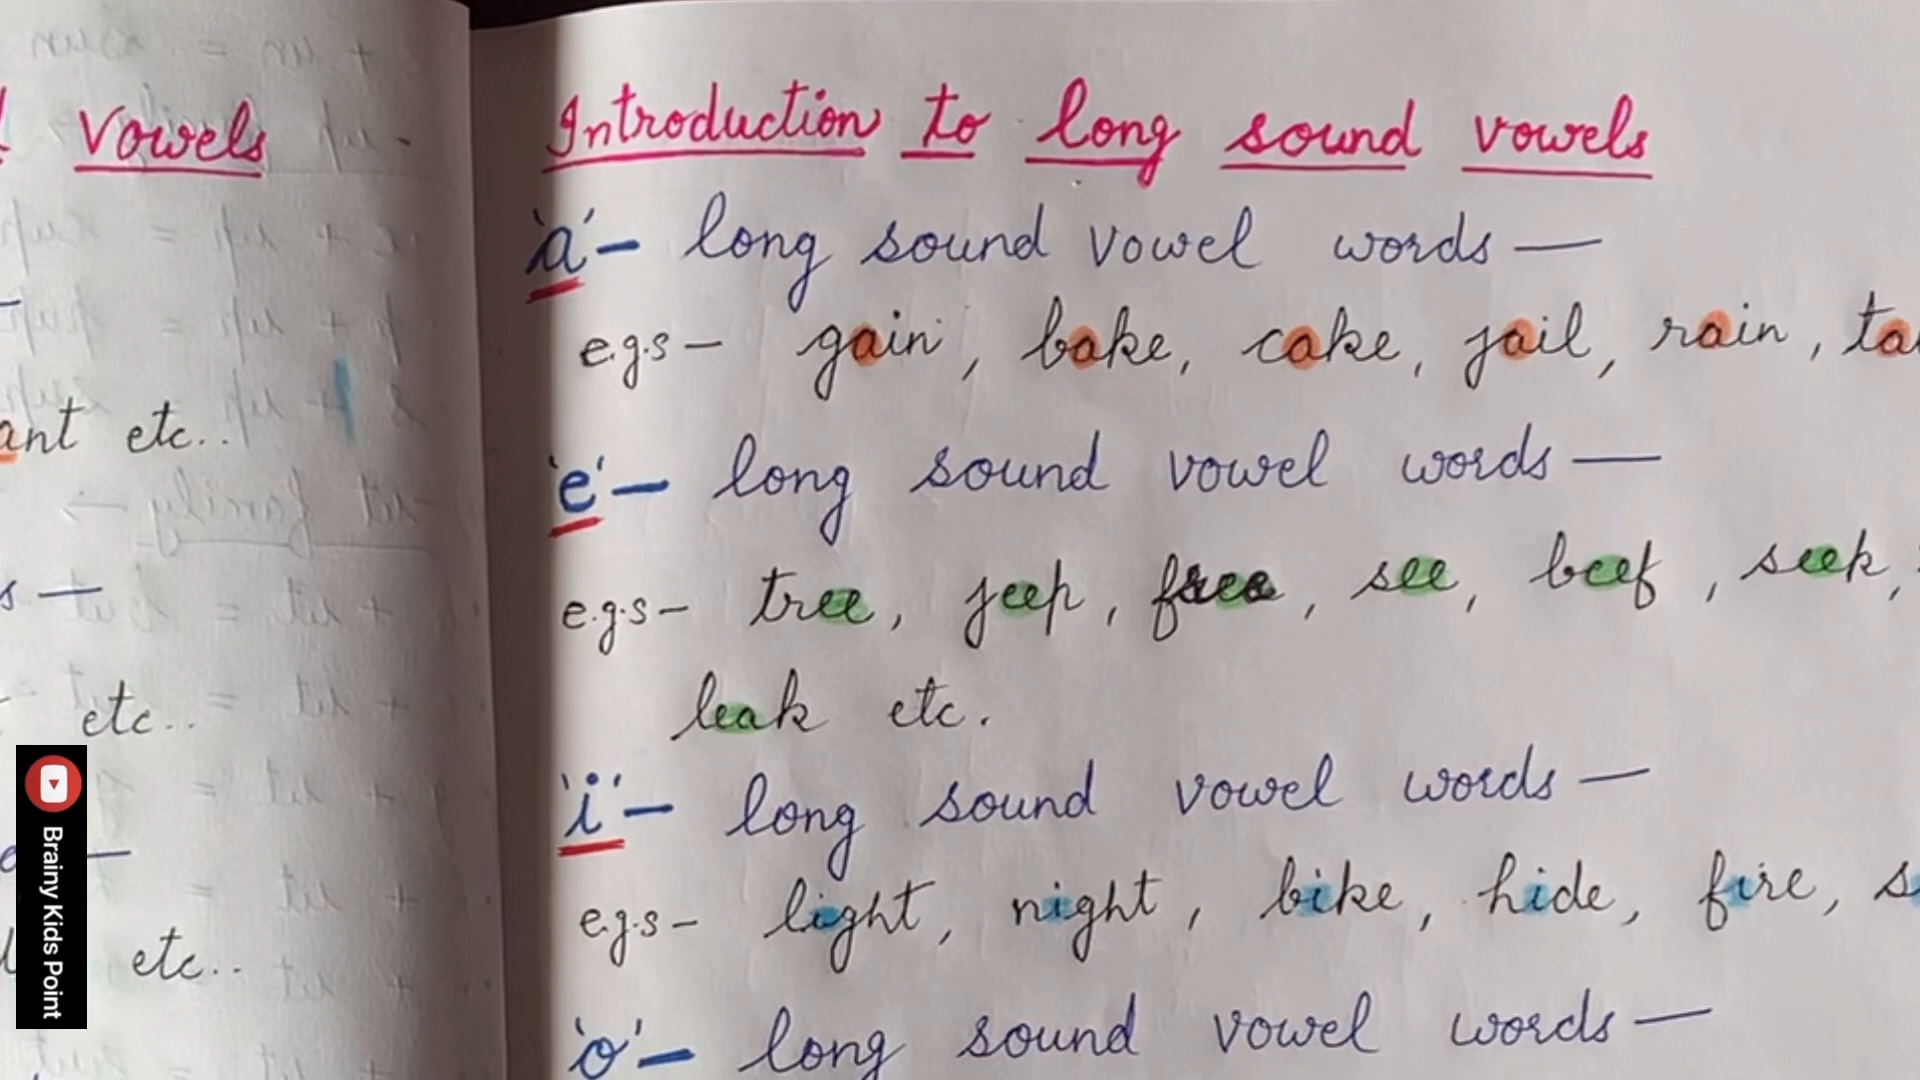 Vowels
ant etc..
etc..
etc..
Introduction to long sound vowels
'a' – long sound vowel words —
e.g.s – gain, bake, cake, jail, rain, ta
'e' – long sound vowel words —
e.g.s – tree, jeep, free, see, beef, seek,
leak etc.
'i' – long sound vowel words —
e.g.s – light, night, bike, hide, fire, s
'o' – long sound vowel words —
Brainy Kids Point